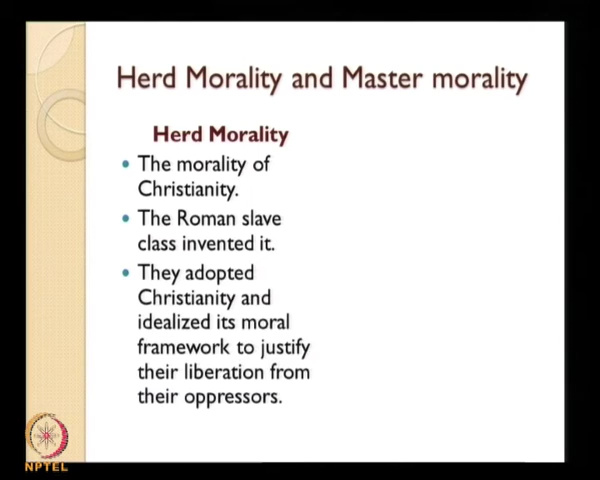 Herd Morality and Master morality
Herd Morality
• The morality of
Christianity.
• The Roman slave
class invented it.
• They adopted
Christianity and
idealized its moral
framework to justify
their liberation from
their oppressors.
NPTEL